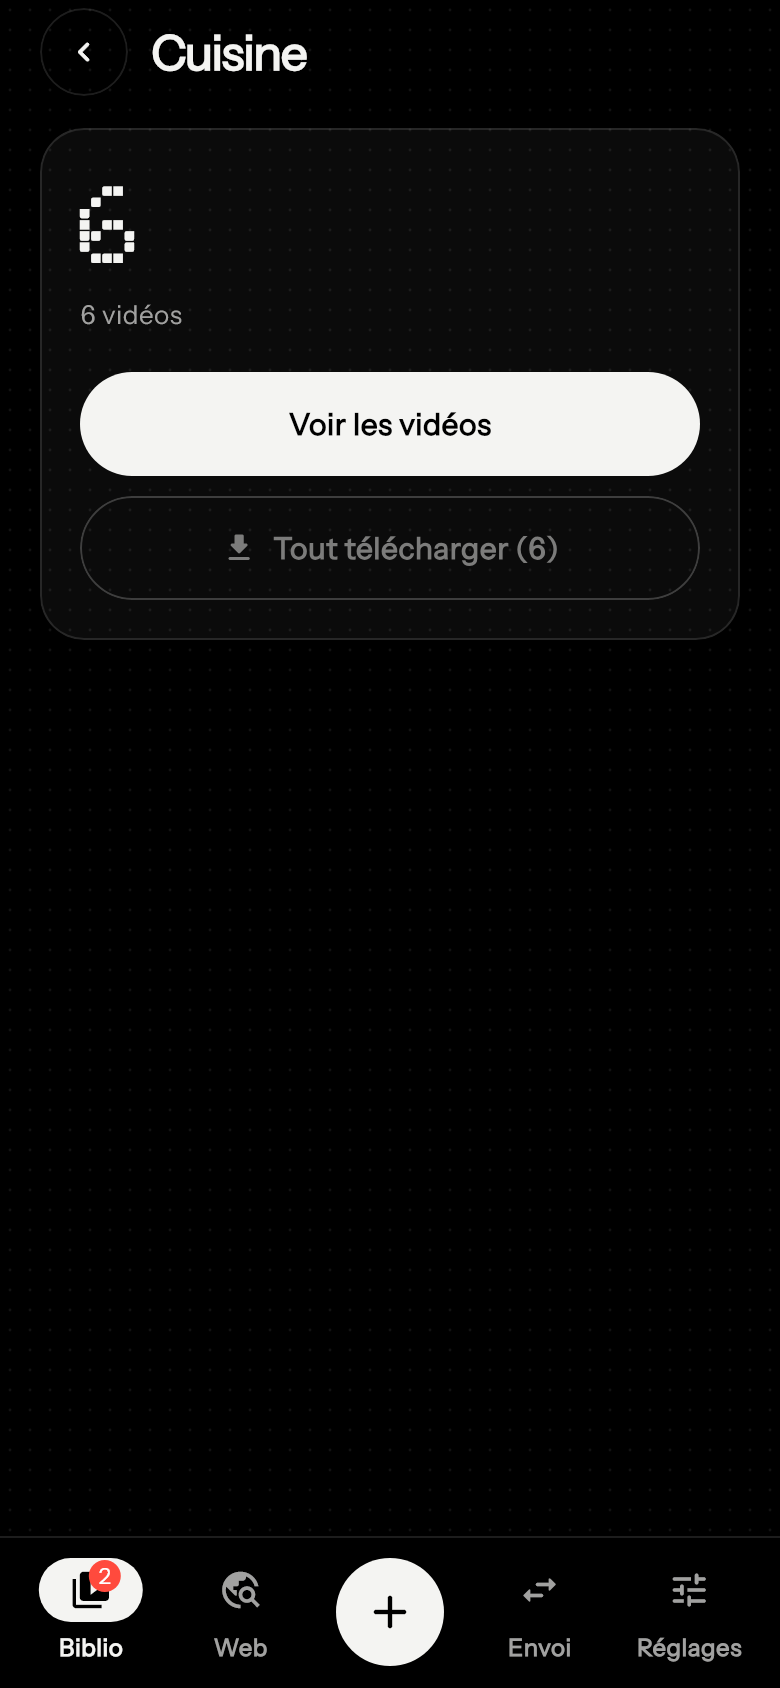 Cuisine
6
6 vidéos
Voir les vidéos
Tout télécharger (6)
2
Biblio
Web
Envoi
Réglages